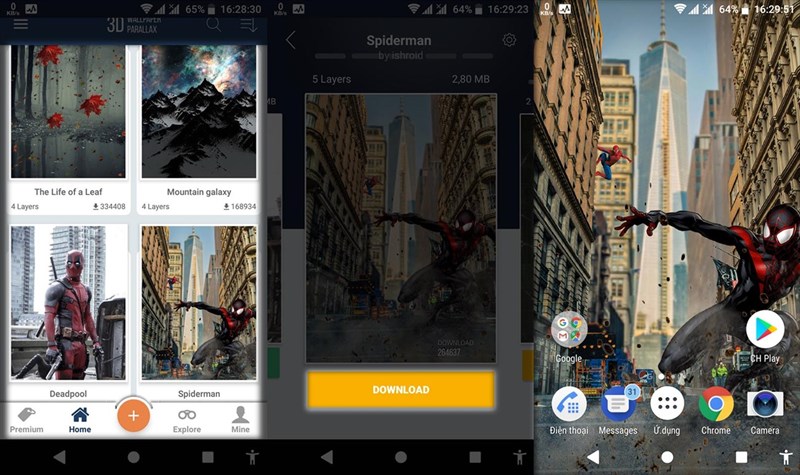 0
KB/s
65% 16:28:30
3D WALLPAPER
PARALLAX
The Life of a Leaf
4 Layers 334408
Mountain galaxy
4 Layers 168934
Deadpool
Spiderman
Premium
Home
Explore
Mine
0
KB/s
64% 16:29:23
Spiderman
by ishroid
5 Layers 2,80 MB
DOWNLOAD
264637
DOWNLOAD
0
KB/s
64% 16:29:51
Google
CH Play
31
Điện thoại
Messages
Ứ.dụng
Chrome
Camera